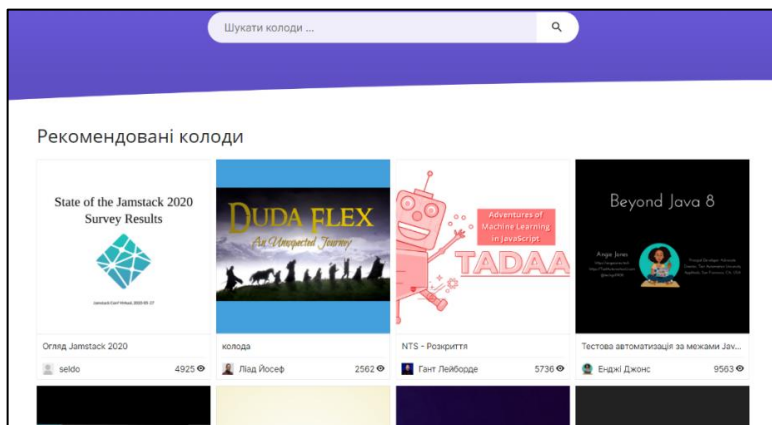 Шукати колоди ...
Рекомендовані колоди
State of the Jamstack 2020
Survey Results
DUDA FLEX
An Unexpected Journey
Adventures of
Machine Learning
in JavaScript
TADAA
Beyond Java 8
Angie Jones
Огляд Jamstack 2020
колода
NTS - Розкриття
Тестова автоматизація за межами Jav...
seldo
4925
Ліад Йосеф
2562
Гант Лейборде
5736
Енджі Джонс
9563